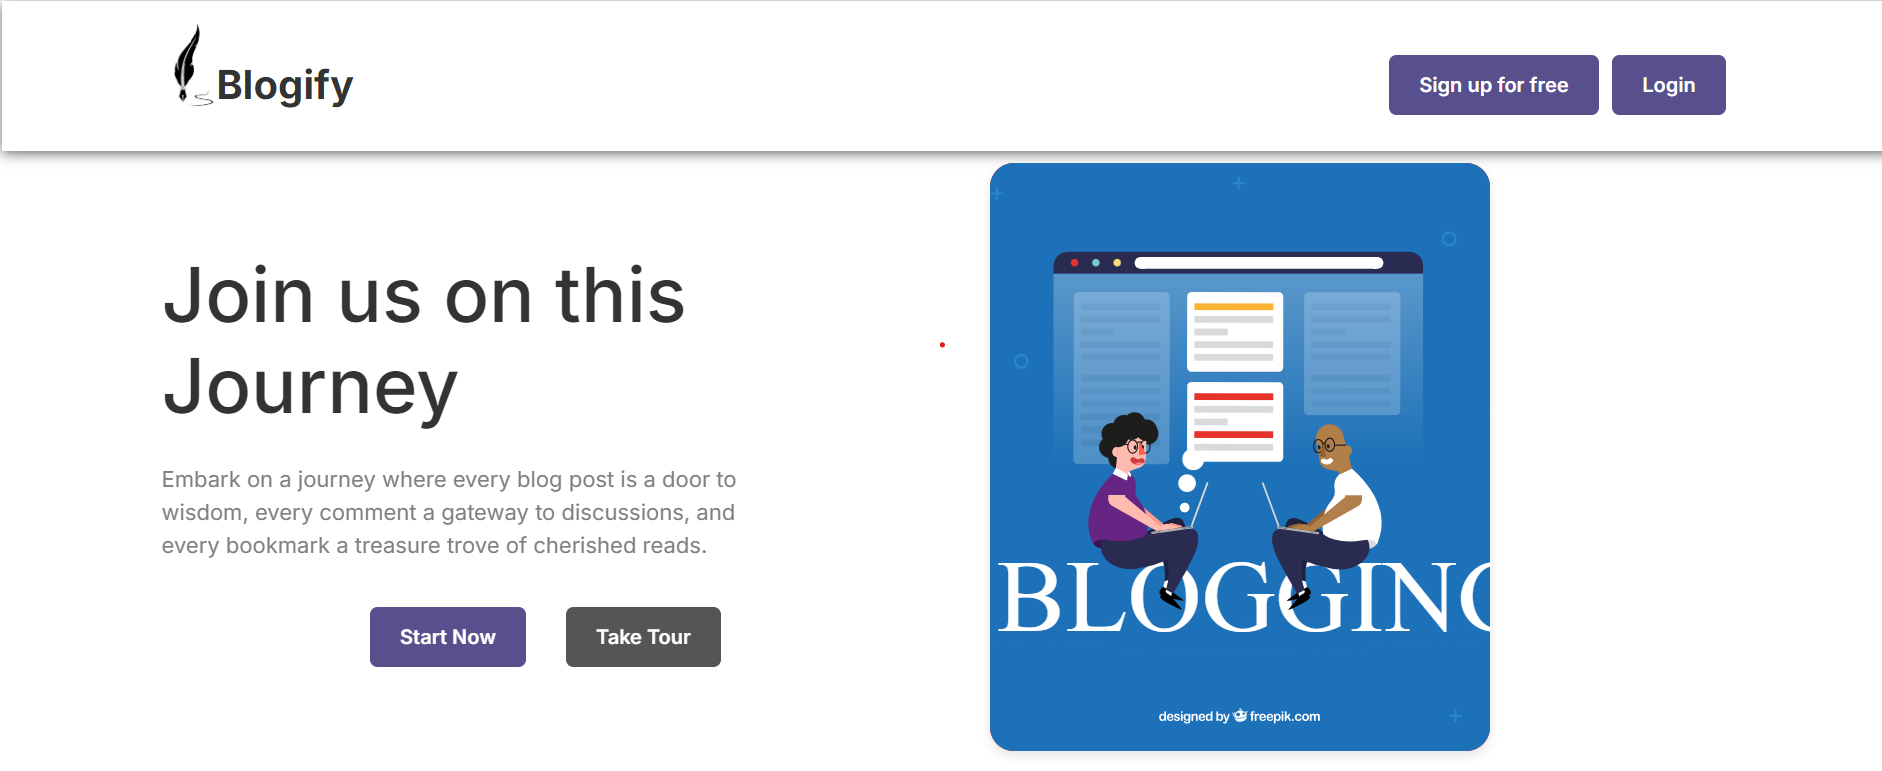 Blogify
Sign up for free
Login
Join us on this
Journey
Embark on a journey where every blog post is a door to
wisdom, every comment a gateway to discussions, and
every bookmark a treasure trove of cherished reads.
Start Now
Take Tour
BLOGGING
designed by freepik.com